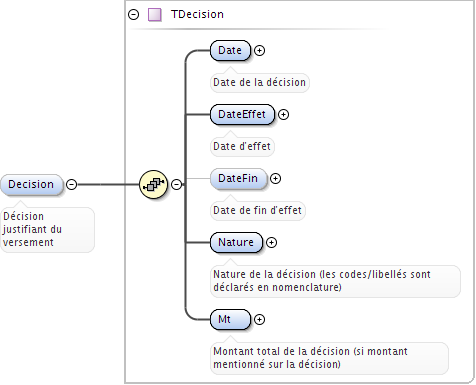 TDecision
Date
Date de la décision
DateEffet
Date d'effet
Decision
Décision
justifiant du
versement
DateFin
Date de fin d'effet
Nature
Nature de la décision (les codes/libellés sont
déclarés en nomenclature)
Mt
Montant total de la décision (si montant
mentionné sur la décision)